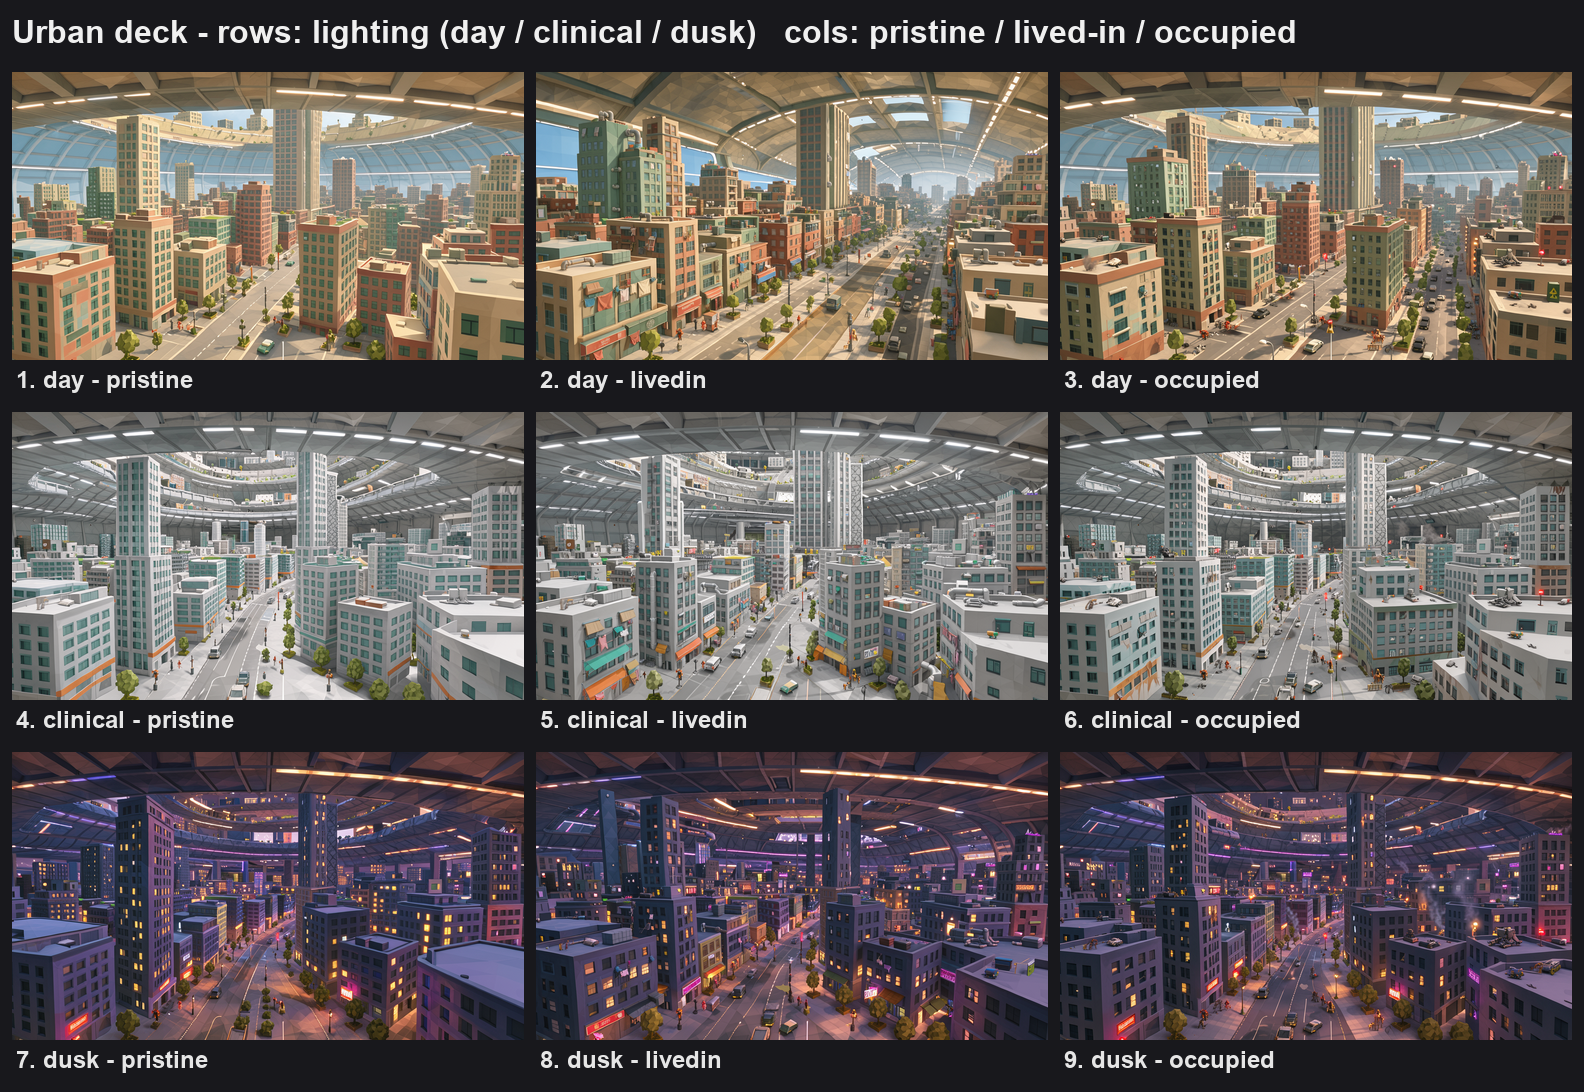 Urban deck - rows: lighting (day / clinical / dusk)   cols: pristine / lived-in / occupied
1. day - pristine
2. day - livedin
3. day - occupied
4. clinical - pristine
5. clinical - livedin
6. clinical - occupied
7. dusk - pristine
8. dusk - livedin
9. dusk - occupied